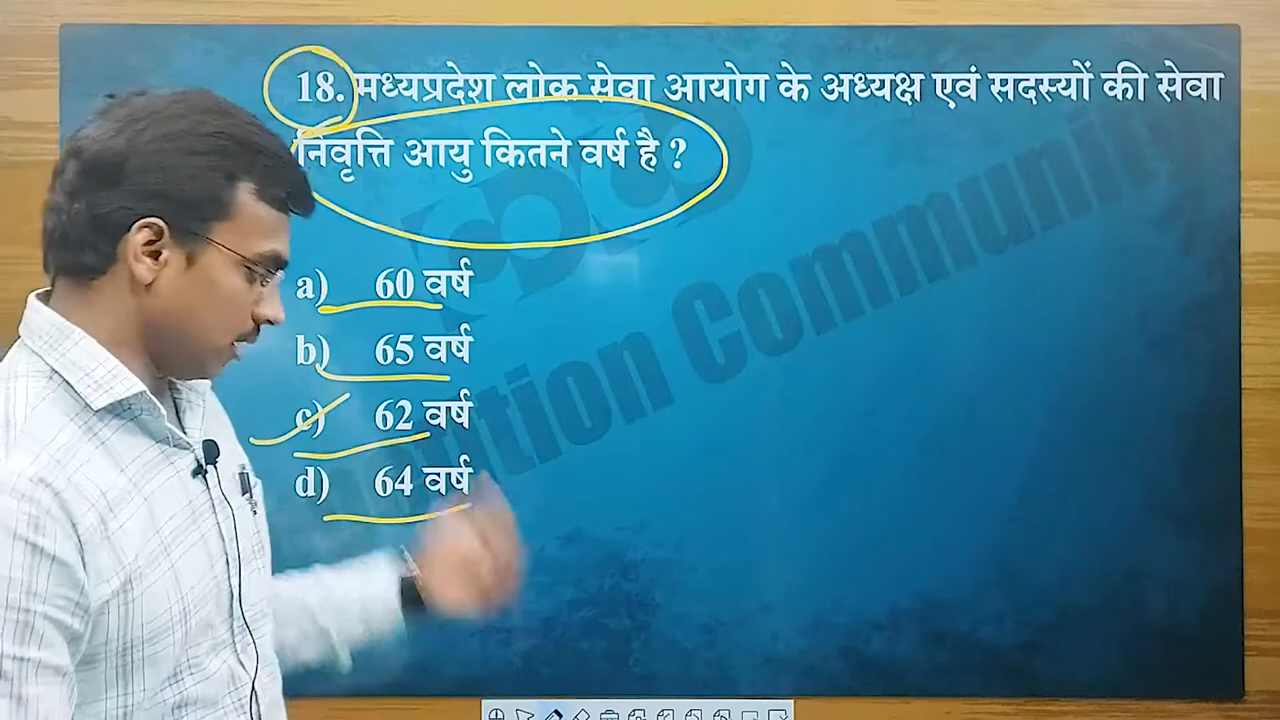 18. मध्यप्रदेश लोक सेवा आयोग के अध्यक्ष एवं सदस्यों की सेवा
निवृत्ति आयु कितने वर्ष है ?
a) 60 वर्ष
b) 65 वर्ष
c) 62 वर्ष
d) 64 वर्ष
Community